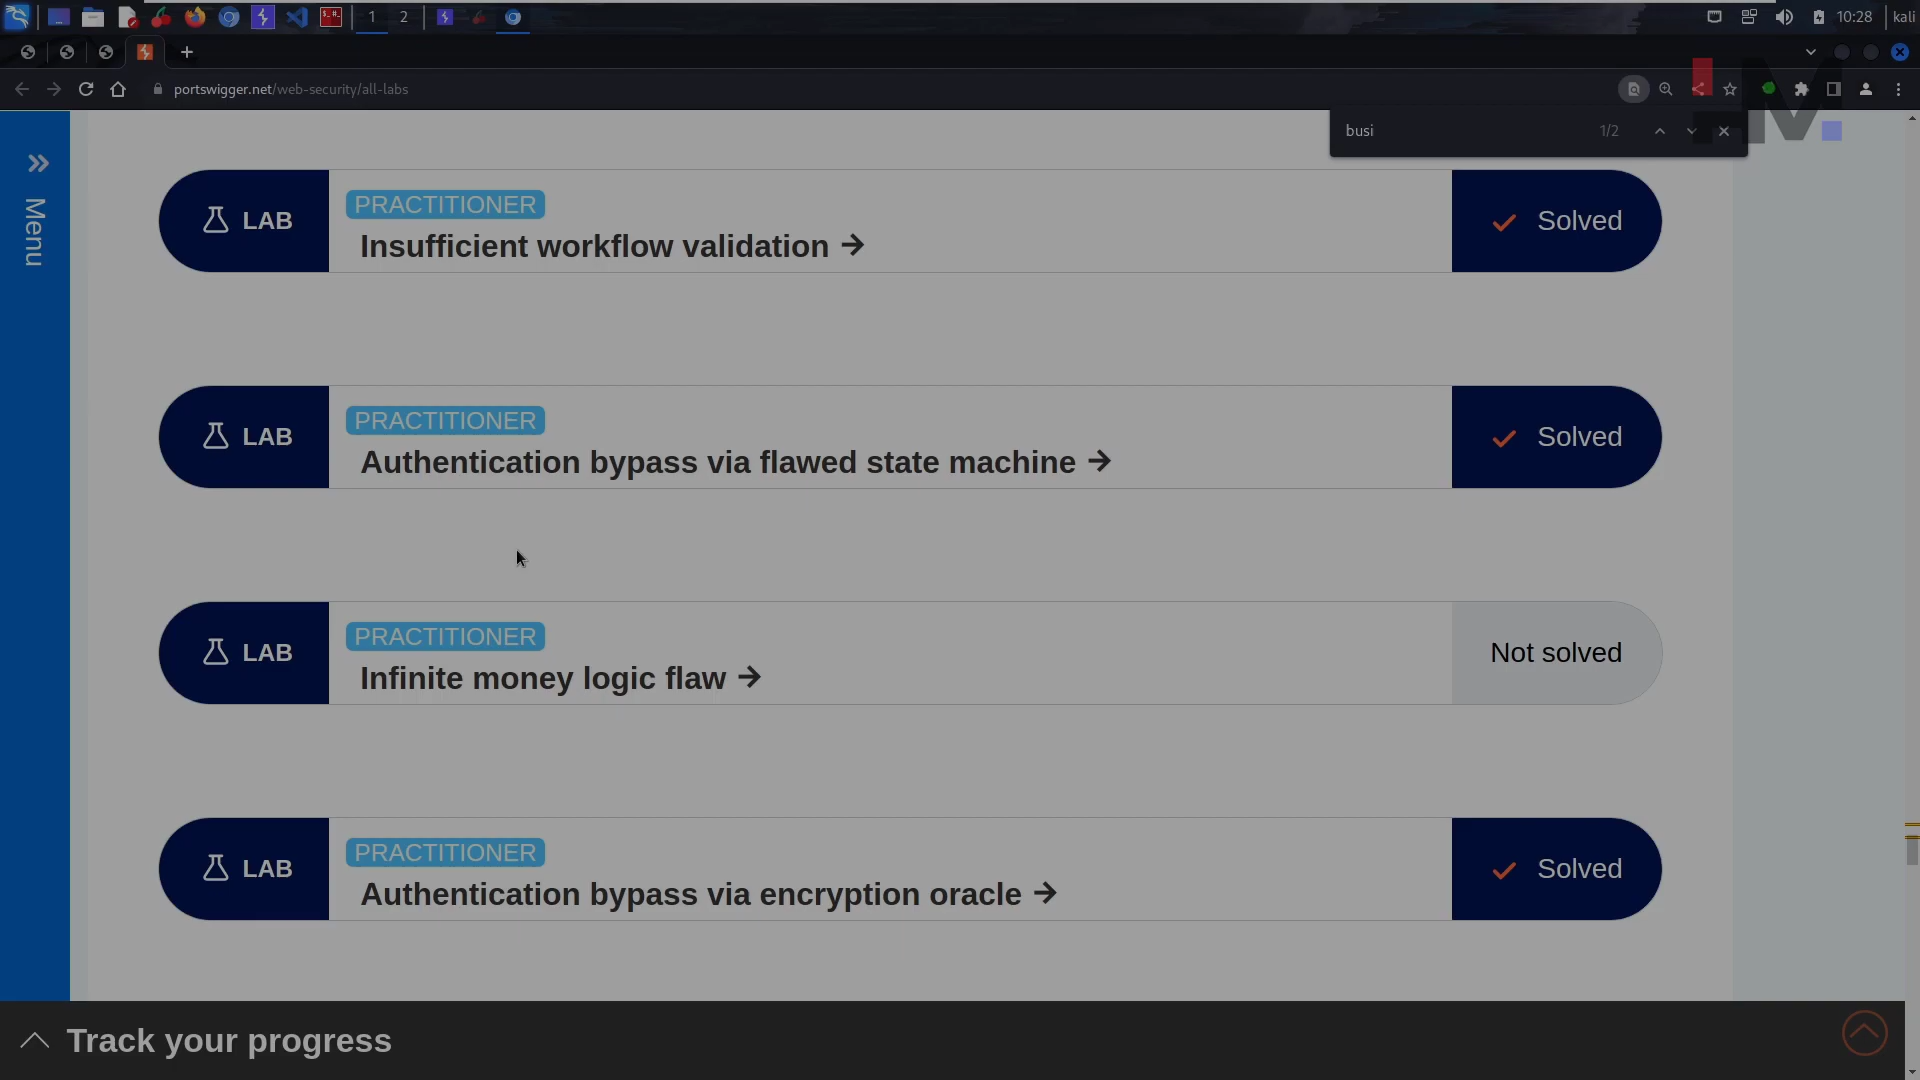 1
2
10:28
kali
portswigger.net/web-security/all-labs
busi
1/2
Menu
LAB
PRACTITIONER
Insufficient workflow validation
Solved
LAB
PRACTITIONER
Authentication bypass via flawed state machine
Solved
LAB
PRACTITIONER
Infinite money logic flaw
Not solved
LAB
PRACTITIONER
Authentication bypass via encryption oracle
Solved
Track your progress